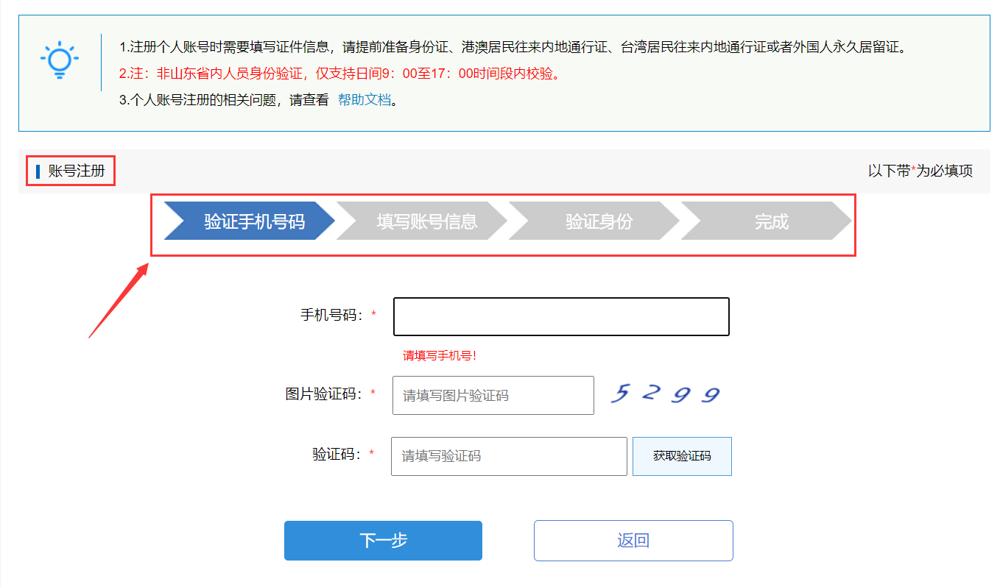 1.注册个人账号时需要填写证件信息，请提前准备身份证、港澳居民往来内地通行证、台湾居民往来内地通行证或者外国人永久居留证。
2.注：非山东省内人员身份验证，仅支持日间9：00至17：00时间段内校验。
3.个人账号注册的相关问题，请查看 帮助文档。
账号注册
以下带*为必填项
验证手机号码 填写账号信息 验证身份 完成
手机号码：*
请填写手机号!
图片验证码：* 请填写图片验证码 5299
验证码：* 请填写验证码 获取验证码
下一步 返回